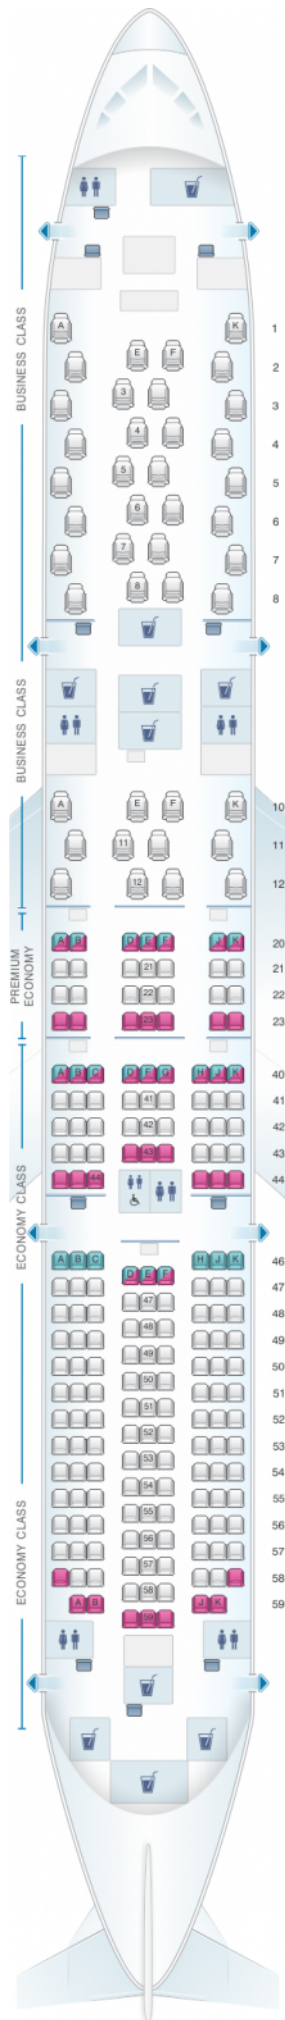 BUSINESS CLASS
A K 1
E F 2
3 3
4 4
5 5
6 6
7 7
8 8
BUSINESS CLASS
A E F K 10
11 11
12 12
PREMIUM ECONOMY
A B D E F J K 20
21 21
22 22
23 23
ECONOMY CLASS
A B C D F G H J K 40
41 41
42 42
43 43
44 44
A B C H J K 46
D E F
47 47
48 48
49 49
50 50
51 51
52 52
53 53
54 54
55 55
56 56
57 57
58 58
ECONOMY CLASS
A B J K 59
59